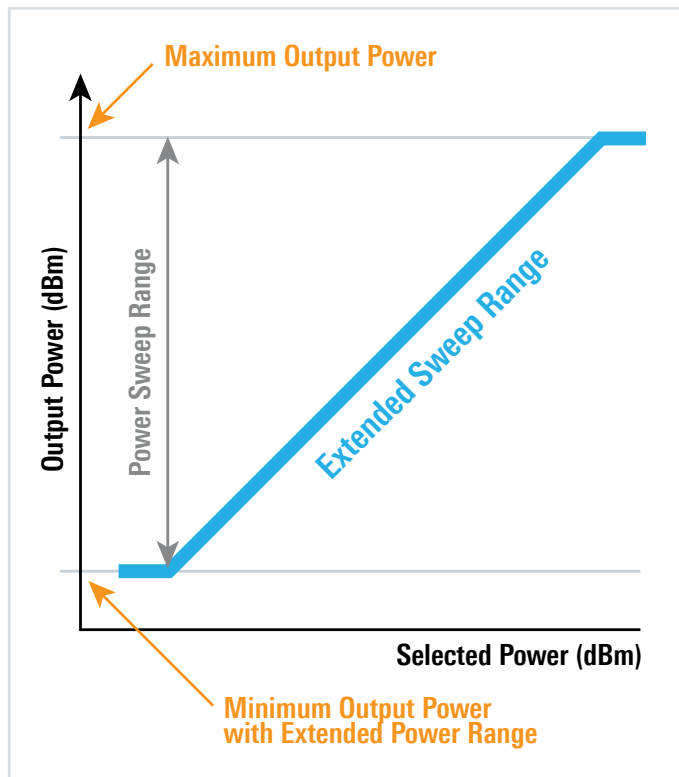 Maximum Output Power
Output Power (dBm)
Power Sweep Range
Extended Sweep Range
Selected Power (dBm)
Minimum Output Power
with Extended Power Range